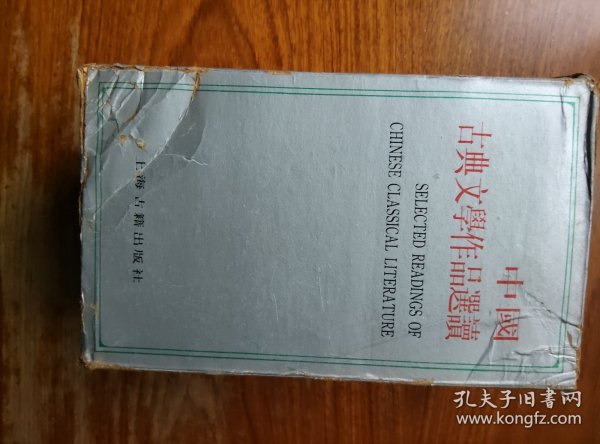 中國
古典文學作品選讀
SELECTED READINGS OF
CHINESE CLASSICAL LITERATURE
上海古籍出版社
孔夫子旧书网
www.kongfz.com